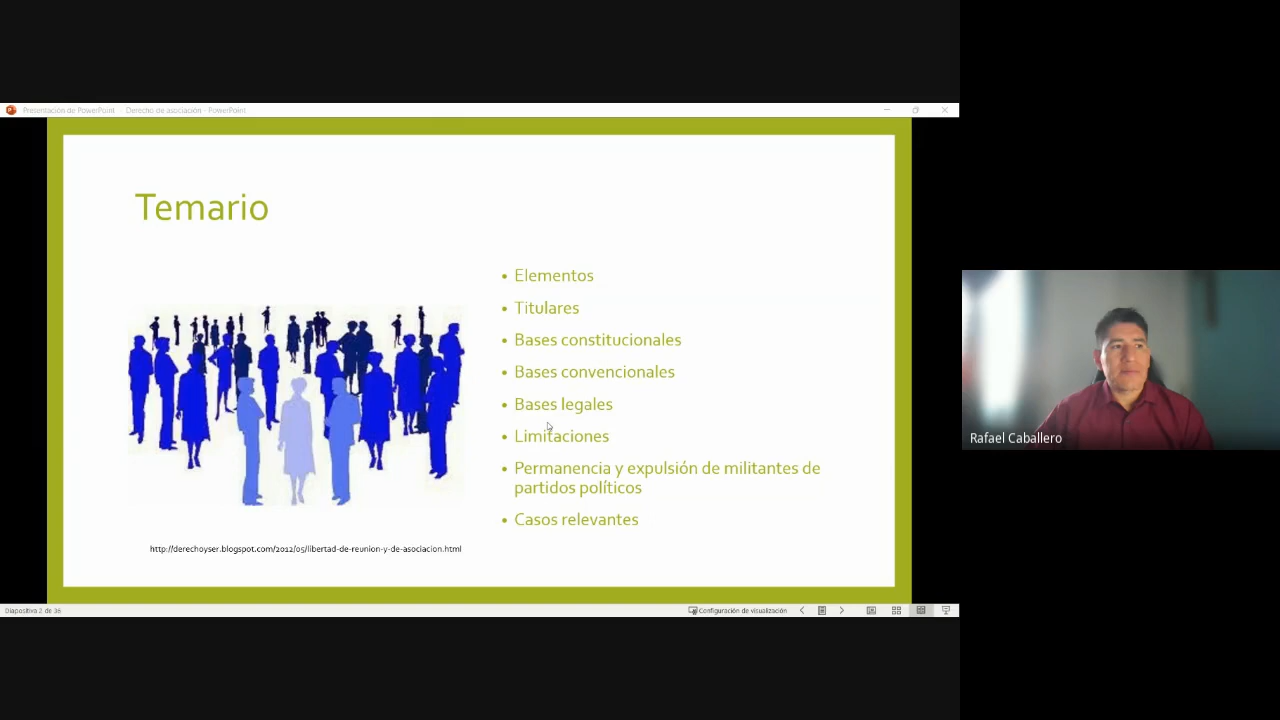 Presentación de PowerPoint - Derecho de asociación - PowerPoint
Temario
• Elementos
• Titulares
• Bases constitucionales
• Bases convencionales
• Bases legales
• Limitaciones
• Permanencia y expulsión de militantes de
partidos políticos
• Casos relevantes
http://derechoyser.blogspot.com/2012/05/libertad-de-reunion-y-de-asociacion.html
Diapositiva 2 de 36
Configuración de visualización
Rafael Caballero